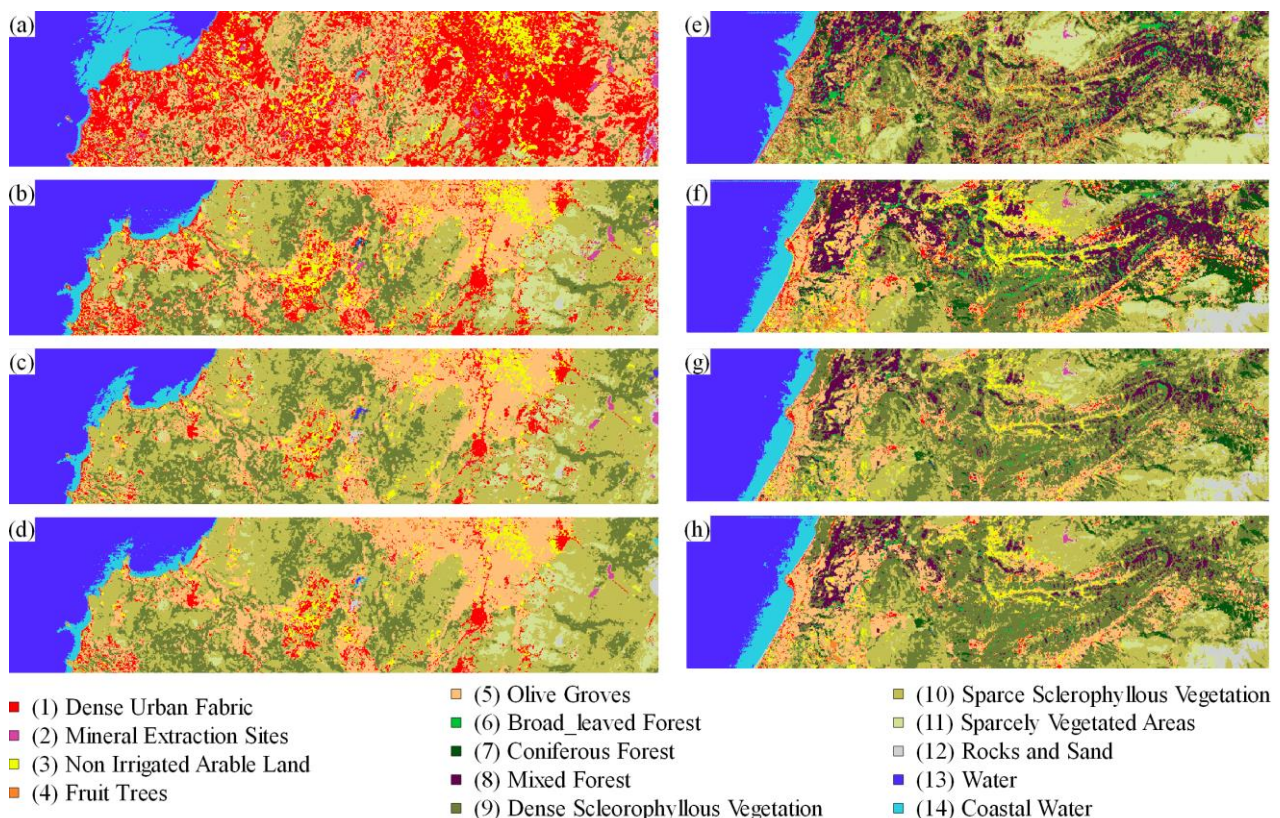 (a)
(b)
(c)
(d)
(e)
(f)
(g)
(h)
(1) Dense Urban Fabric
(2) Mineral Extraction Sites
(3) Non Irrigated Arable Land
(4) Fruit Trees
(5) Olive Groves
(6) Broad_leaved Forest
(7) Coniferous Forest
(8) Mixed Forest
(9) Dense Scleorophyllous Vegetation
(10) Sparce Sclerophyllous Vegetation
(11) Sparcely Vegetated Areas
(12) Rocks and Sand
(13) Water
(14) Coastal Water